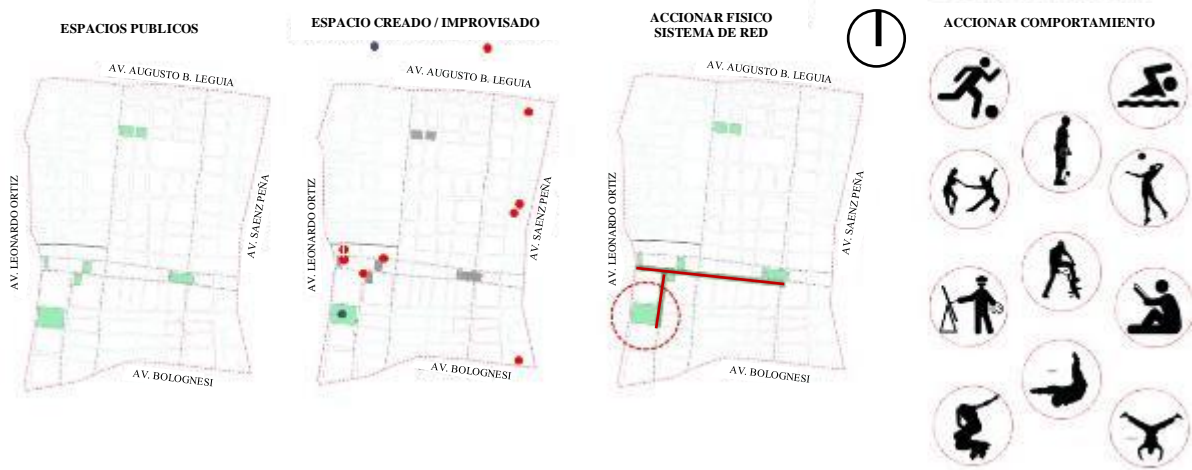 ESPACIOS PUBLICOS
AV. AUGUSTO B. LEGUIA
AV. LEONARDO ORTIZ
AV. SAENZ PEÑA
AV. BOLOGNESI
ESPACIO CREADO / IMPROVISADO
AV. AUGUSTO B. LEGUIA
AV. LEONARDO ORTIZ
AV. SAENZ PEÑA
AV. BOLOGNESI
ACCIONAR FISICO
SISTEMA DE RED
AV. AUGUSTO B. LEGUIA
AV. LEONARDO ORTIZ
AV. SAENZ PEÑA
AV. BOLOGNESI
ACCIONAR COMPORTAMIENTO